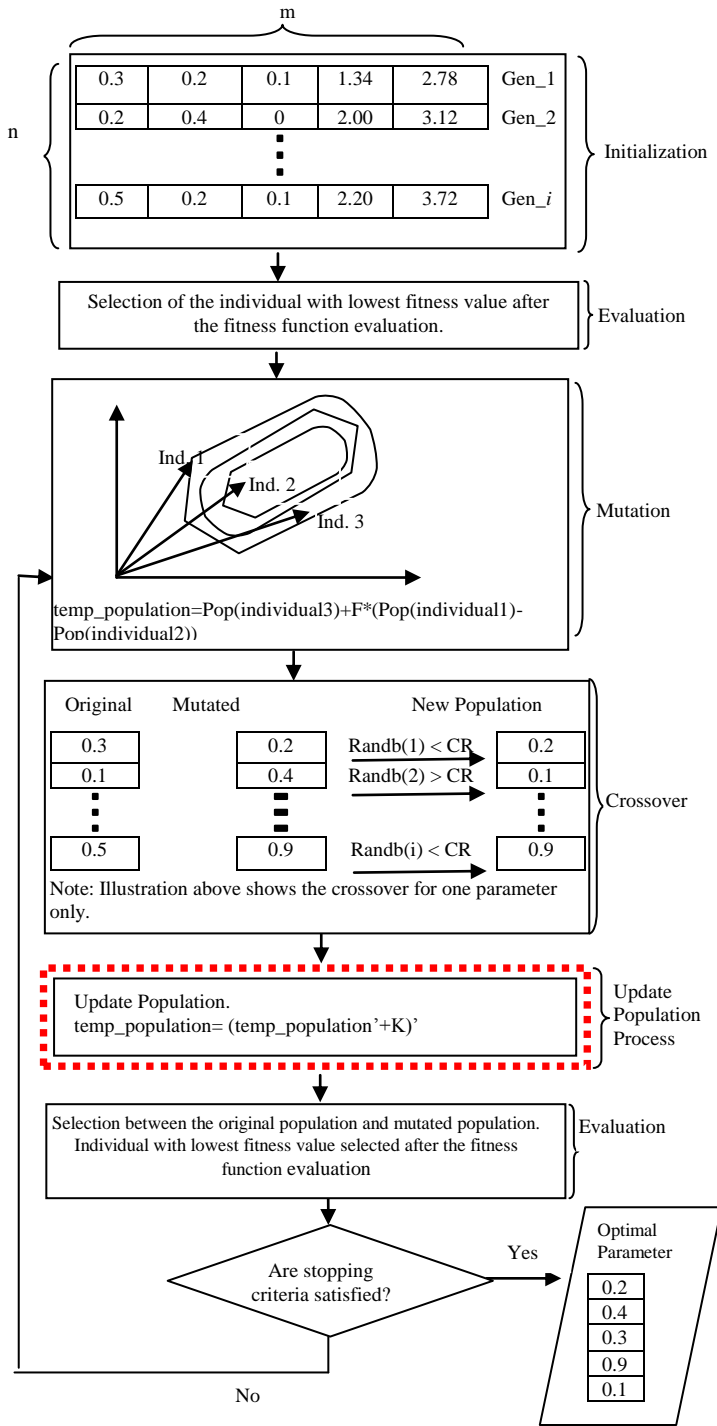 m
n
0.3 0.2 0.1 1.34 2.78 Gen_1
0.2 0.4 0 2.00 3.12 Gen_2
0.5 0.2 0.1 2.20 3.72 Gen_i
Initialization
Selection of the individual with lowest fitness value after
the fitness function evaluation.
Evaluation
Ind. 1
Ind. 2
Ind. 3
temp_population=Pop(individual3)+F*(Pop(individual1)-
Pop(individual2))
Mutation
Original Mutated New Population
0.3 0.2 Randb(1) < CR 0.2
0.1 0.4 Randb(2) > CR 0.1
0.5 0.9 Randb(i) < CR 0.9
Note: Illustration above shows the crossover for one parameter
only.
Crossover
Update Population.
temp_population= (temp_population’+K)’
Update
Population
Process
Selection between the original population and mutated population.
Individual with lowest fitness value selected after the fitness
function evaluation
Evaluation
Are stopping
criteria satisfied?
Yes
No
Optimal
Parameter
0.2
0.4
0.3
0.9
0.1